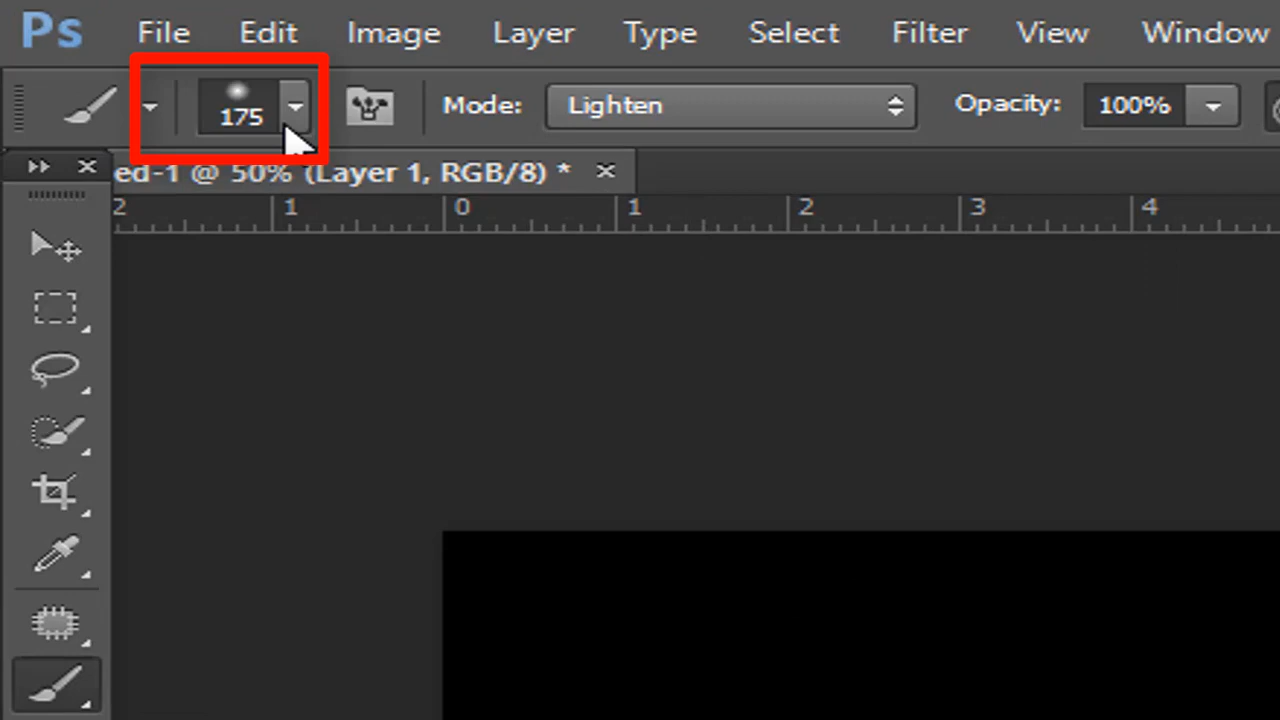 Ps File Edit Image Layer Type Select Filter View Window
175 Mode: Lighten Opacity: 100%
ed-1 @ 50% (Layer 1, RGB/8) *
2 1 0 1 2 3 4